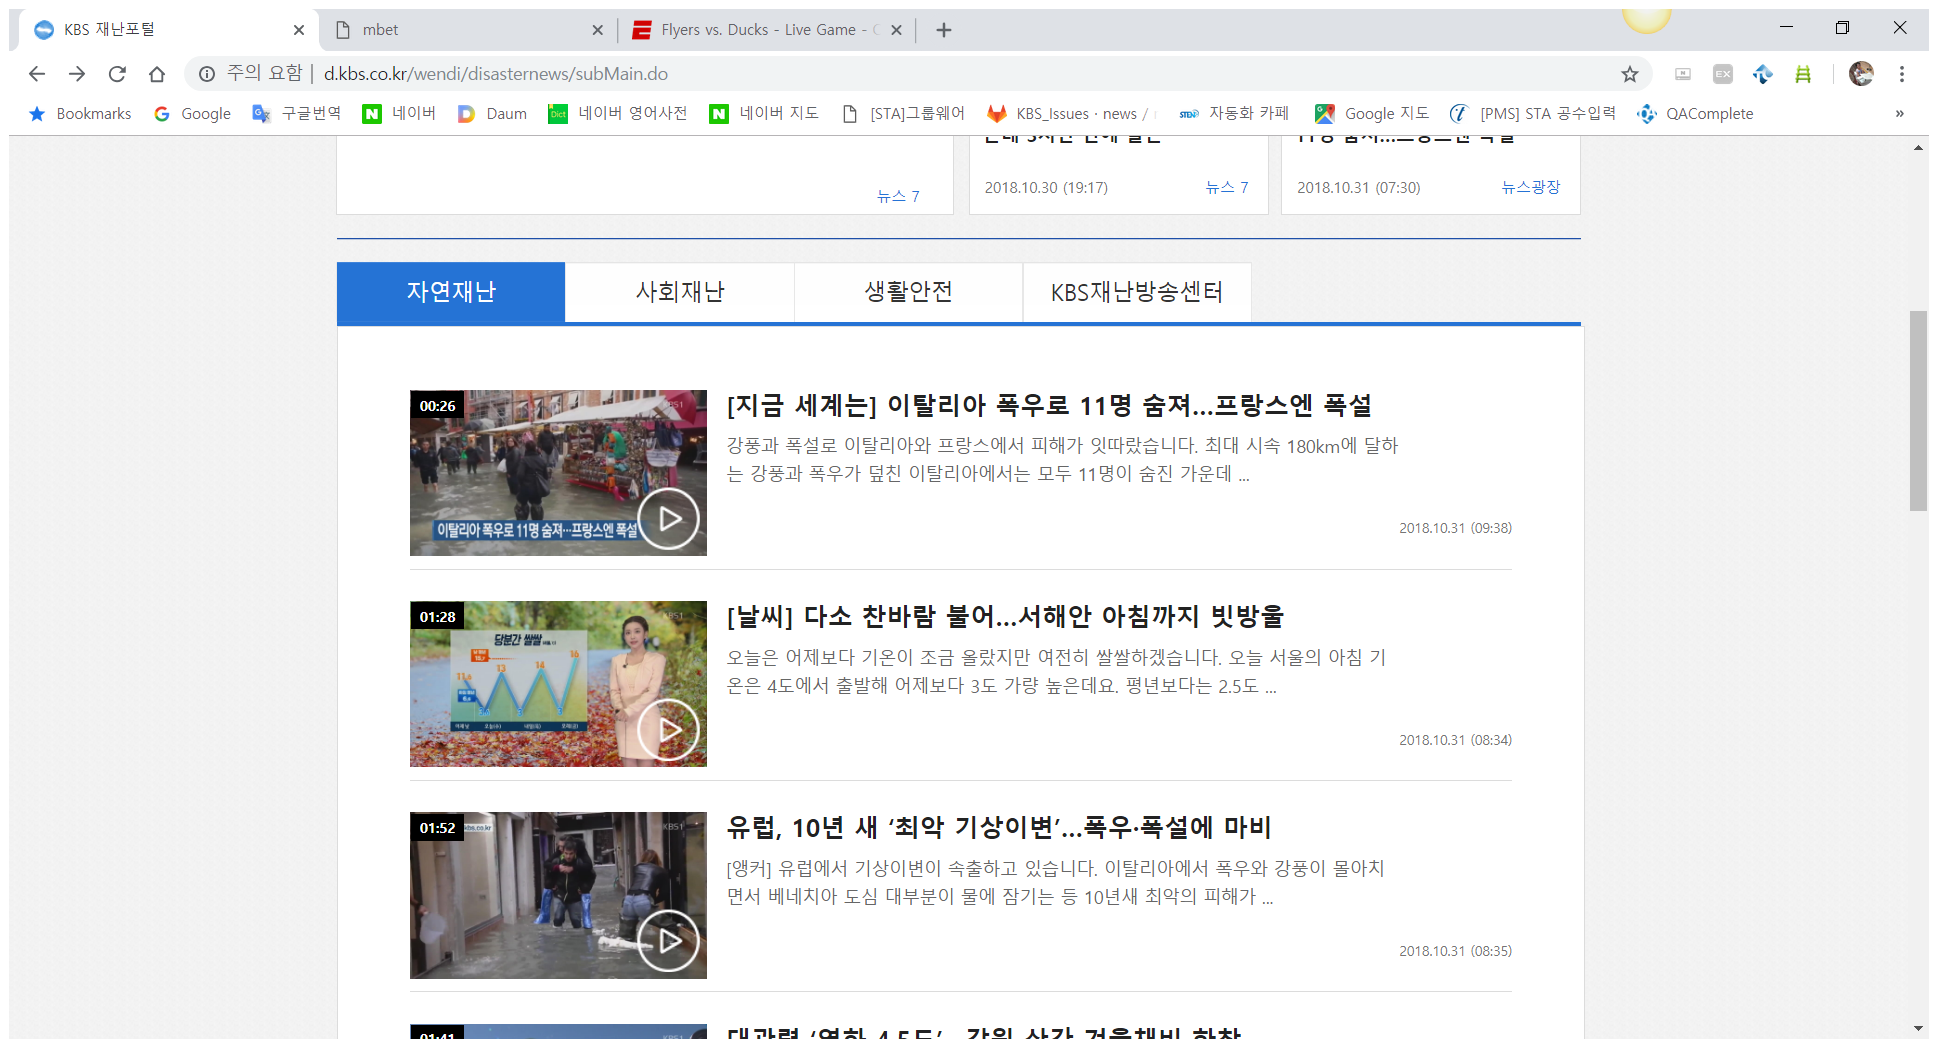 KBS 재난포털
mbet
Flyers vs. Ducks - Live Game -
주의 요함 | d.kbs.co.kr/wendi/disasternews/subMain.do
Bookmarks Google 구글번역 네이버 Daum 네이버 영어사전 네이버 지도 [STA]그룹웨어 KBS_Issues · news / 자동화 카페 Google 지도 [PMS] STA 공수입력 QAComplete »
뉴스 7
2018.10.30 (19:17) 뉴스 7
2018.10.31 (07:30) 뉴스광장
자연재난 사회재난 생활안전 KBS재난방송센터
00:26
이탈리아 폭우로 11명 숨져…프랑스엔 폭설
[지금 세계는] 이탈리아 폭우로 11명 숨져…프랑스엔 폭설
강풍과 폭설로 이탈리아와 프랑스에서 피해가 잇따랐습니다. 최대 시속 180km에 달하
는 강풍과 폭우가 덮친 이탈리아에서는 모두 11명이 숨진 가운데 ...
2018.10.31 (09:38)
01:28
KBS1
당분간 쌀쌀
13 14 16
[날씨] 다소 찬바람 불어…서해안 아침까지 빗방울
오늘은 어제보다 기온이 조금 올랐지만 여전히 쌀쌀하겠습니다. 오늘 서울의 아침 기
온은 4도에서 출발해 어제보다 3도 가량 높은데요. 평년보다는 2.5도 ...
2018.10.31 (08:34)
01:52
KBS1
유럽, 10년 새 ‘최악 기상이변’…폭우·폭설에 마비
[앵커] 유럽에서 기상이변이 속출하고 있습니다. 이탈리아에서 폭우와 강풍이 몰아치
면서 베네치아 도심 대부분이 물에 잠기는 등 10년새 최악의 피해가 ...
2018.10.31 (08:35)
01:41